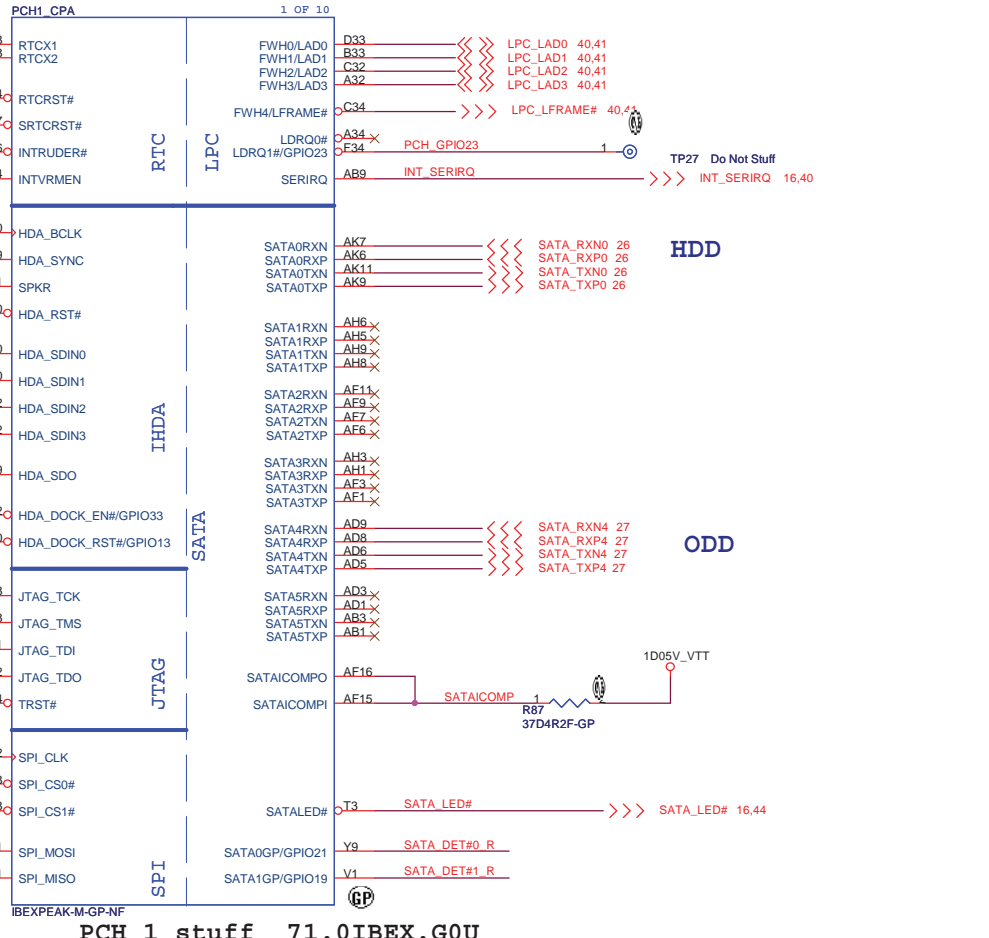 PCH1_CPA
1 OF 10
RTCX1
RTCX2
RTCRST#
SRTCRST#
INTRUDER#
INTVRMEN
RTC
LPC
FWH0/LAD0 D33 LPC_LAD0 40,41
FWH1/LAD1 B33 LPC_LAD1 40,41
FWH2/LAD2 C32 LPC_LAD2 40,41
FWH3/LAD3 A32 LPC_LAD3 40,41
FWH4/LFRAME# C34 LPC_LFRAME# 40,41
LDRQ0# A34
LDRQ1#/GPIO23 F34 PCH_GPIO23 1
TP27 Do Not Stuff
SERIRQ AB9 INT_SERIRQ INT_SERIRQ 16,40
HDA_BCLK
HDA_SYNC
SPKR
HDA_RST#
HDA_SDIN0
HDA_SDIN1
HDA_SDIN2
HDA_SDIN3
HDA_SDO
HDA_DOCK_EN#/GPIO33
HDA_DOCK_RST#/GPIO13
IHDA
SATA
SATA0RXN AK7 SATA_RXN0 26
SATA0RXP AK6 SATA_RXP0 26
SATA0TXN AK11 SATA_TXN0 26
SATA0TXP AK9 SATA_TXP0 26
HDD
SATA1RXN AH6
SATA1RXP AH5
SATA1TXN AH9
SATA1TXP AH8
SATA2RXN AF11
SATA2RXP AF9
SATA2TXN AF7
SATA2TXP AF6
SATA3RXN AH3
SATA3RXP AH1
SATA3TXN AF3
SATA3TXP AF1
SATA4RXN AD9 SATA_RXN4 27
SATA4RXP AD8 SATA_RXP4 27
SATA4TXN AD6 SATA_TXN4 27
SATA4TXP AD5 SATA_TXP4 27
ODD
SATA5RXN AD3
SATA5RXP AD1
SATA5TXN AB3
SATA5TXP AB1
JTAG_TCK
JTAG_TMS
JTAG_TDI
JTAG_TDO
TRST#
JTAG
1D05V_VTT
SATAICOMPO AF16
SATAICOMPI AF15 SATAICOMP 1 2
R87
37D4R2F-GP
SPI_CLK
SPI_CS0#
SPI_CS1#
SPI_MOSI
SPI_MISO
SPI
SATALED# T3 SATA_LED# SATA_LED# 16,44
SATA0GP/GPIO21 Y9 SATA_DET#0_R
SATA1GP/GPIO19 V1 SATA_DET#1_R
GP
IBEXPEAK-M-GP-NF
PCH 1 stuff 71.0IBEX.G0U